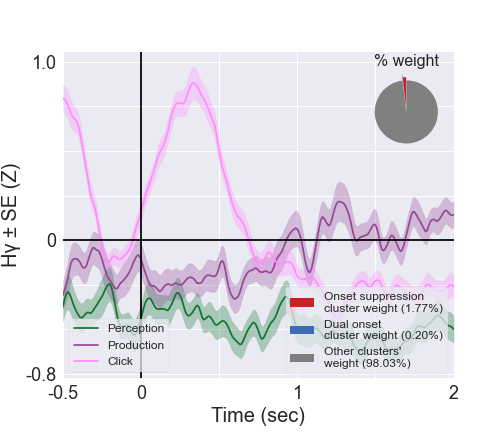 % weight
1.0
0
-0.8
Hγ ± SE (Z)
Perception
Production
Click
Onset suppression
cluster weight (1.77%)
Dual onset
cluster weight (0.20%)
Other clusters'
weight (98.03%)
-0.5
0
1
2
Time (sec)